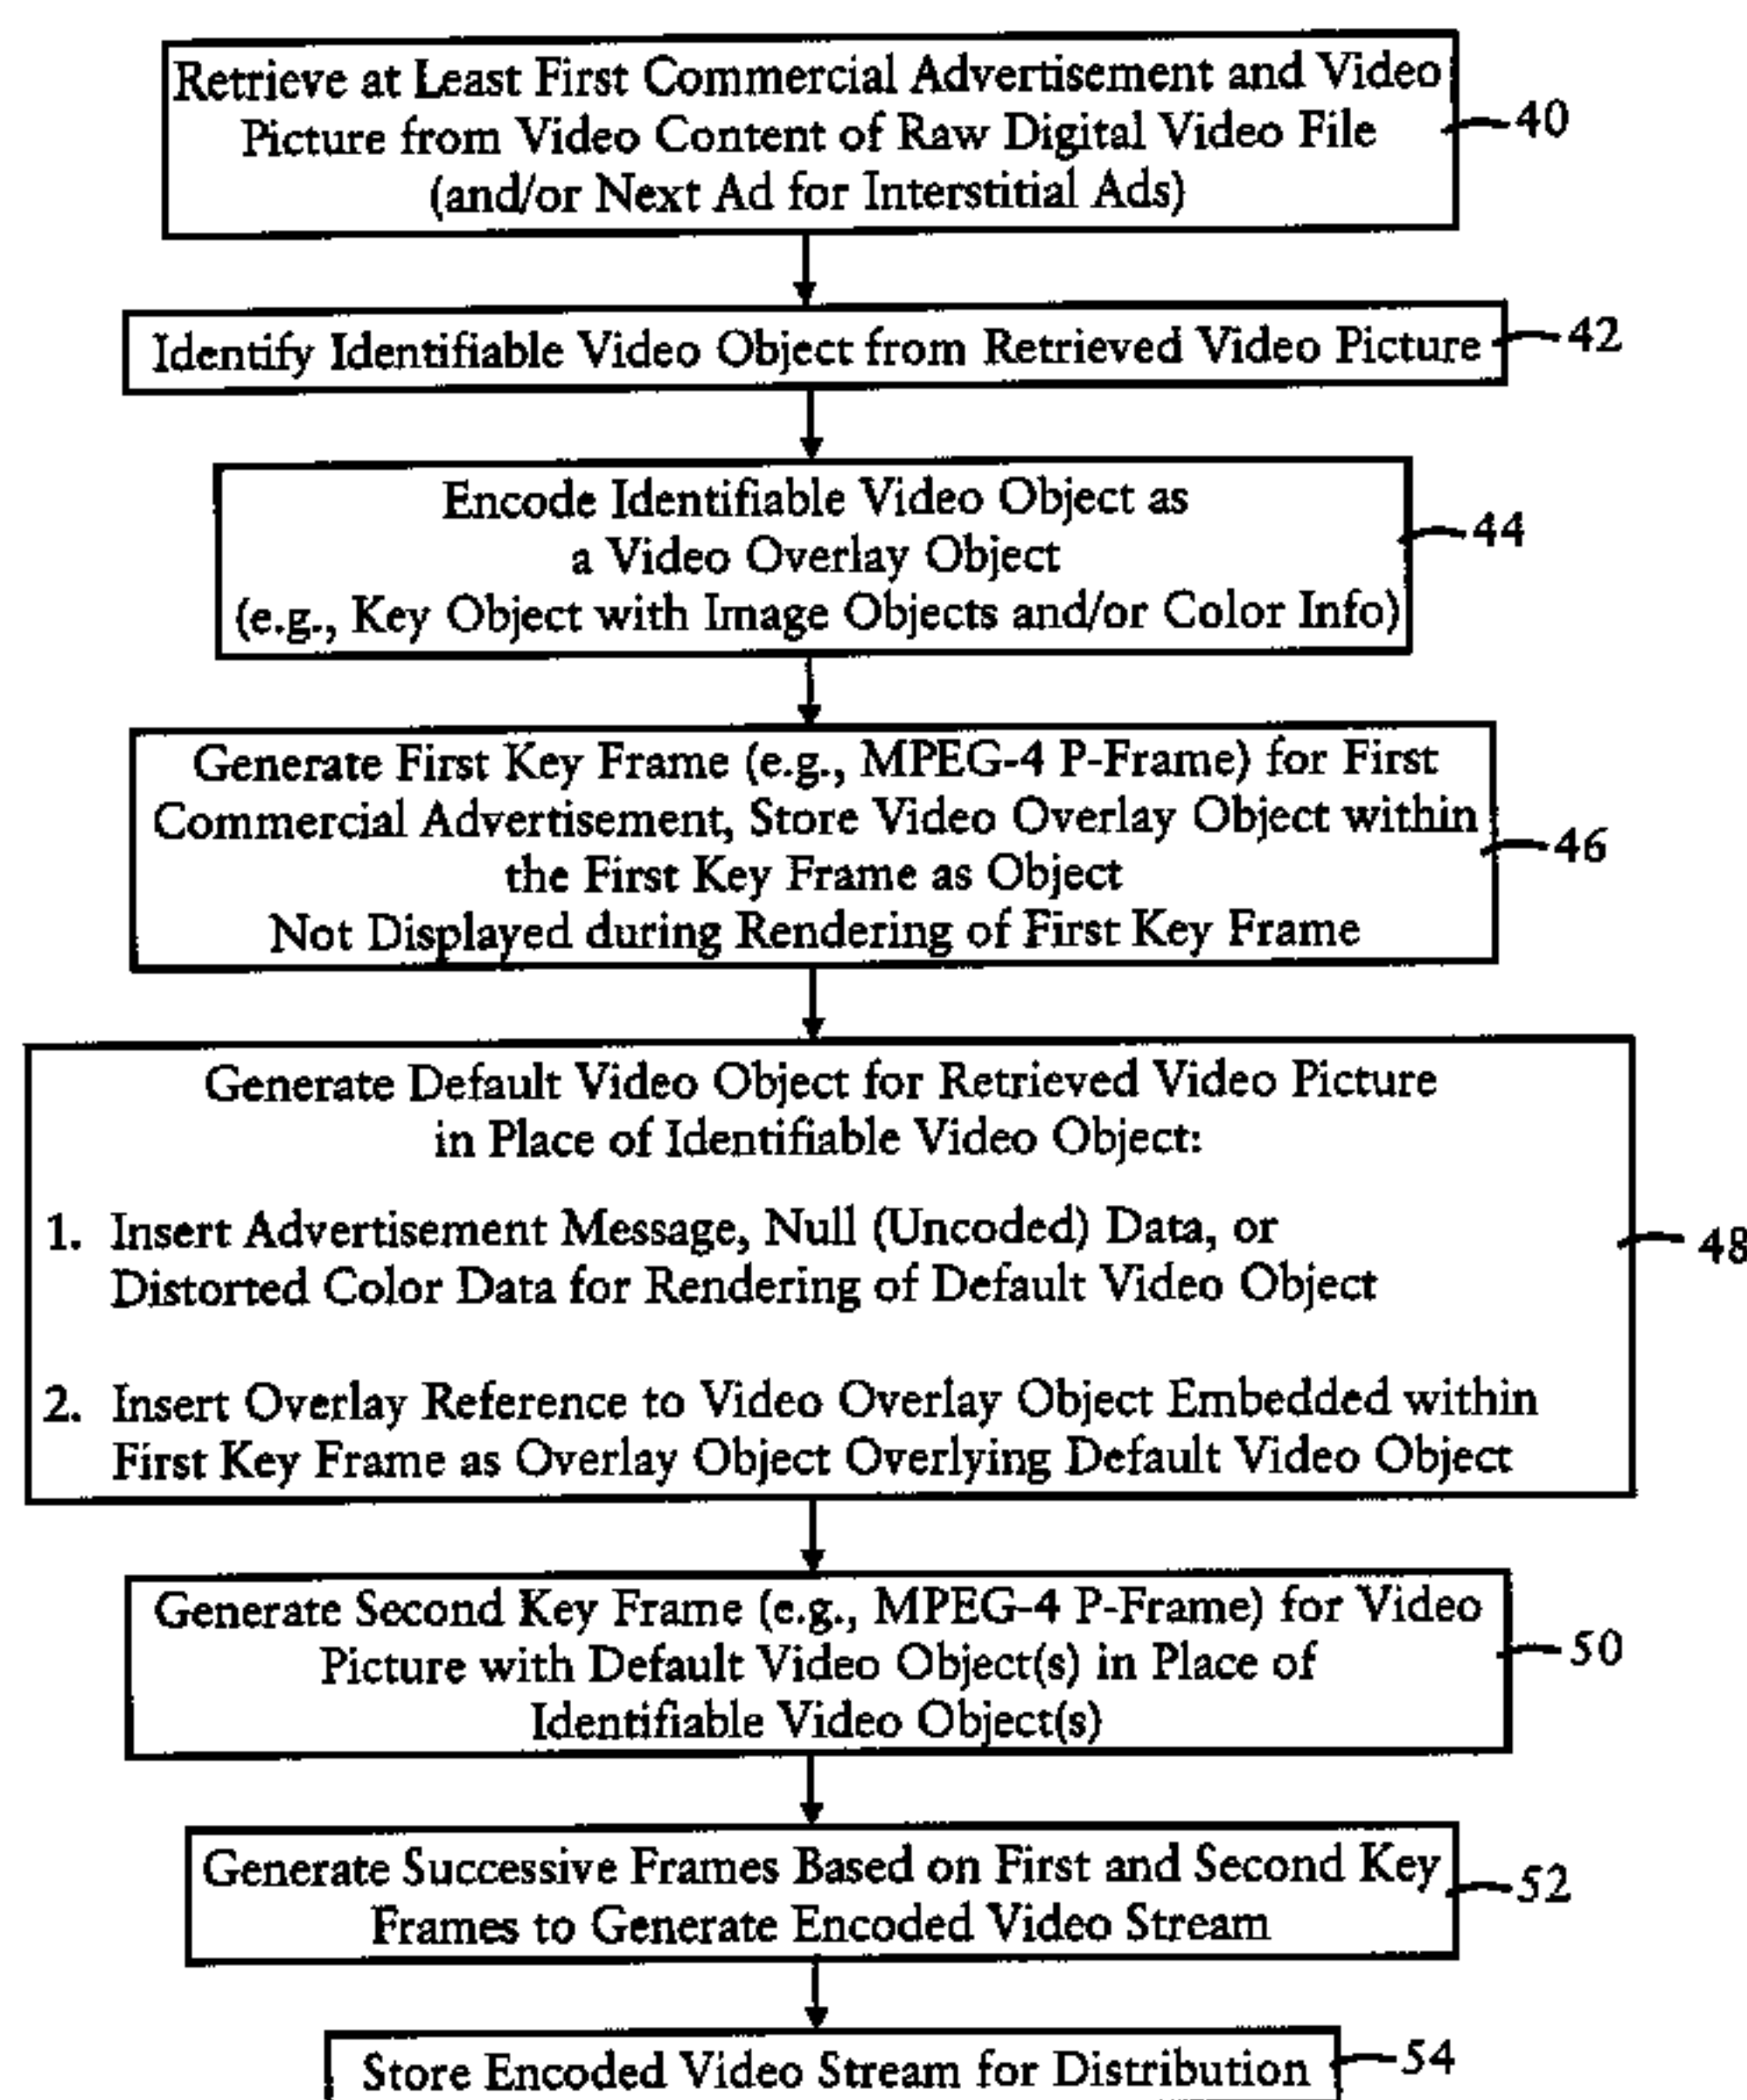 Retrieve at Least First Commercial Advertisement and Video
Picture from Video Content of Raw Digital Video File
(and/or Next Ad for Interstitial Ads)
40
Identify Identifiable Video Object from Retrieved Video Picture
42
Encode Identifiable Video Object as
a Video Overlay Object
(e.g., Key Object with Image Objects and/or Color Info)
44
Generate First Key Frame (e.g., MPEG-4 P-Frame) for First
Commercial Advertisement, Store Video Overlay Object within
the First Key Frame as Object
Not Displayed during Rendering of First Key Frame
46
Generate Default Video Object for Retrieved Video Picture
in Place of Identifiable Video Object:
1. Insert Advertisement Message, Null (Uncoded) Data, or
Distorted Color Data for Rendering of Default Video Object
2. Insert Overlay Reference to Video Overlay Object Embedded within
First Key Frame as Overlay Object Overlying Default Video Object
48
Generate Second Key Frame (e.g., MPEG-4 P-Frame) for Video
Picture with Default Video Object(s) in Place of
Identifiable Video Object(s)
50
Generate Successive Frames Based on First and Second Key
Frames to Generate Encoded Video Stream
52
Store Encoded Video Stream for Distribution
54